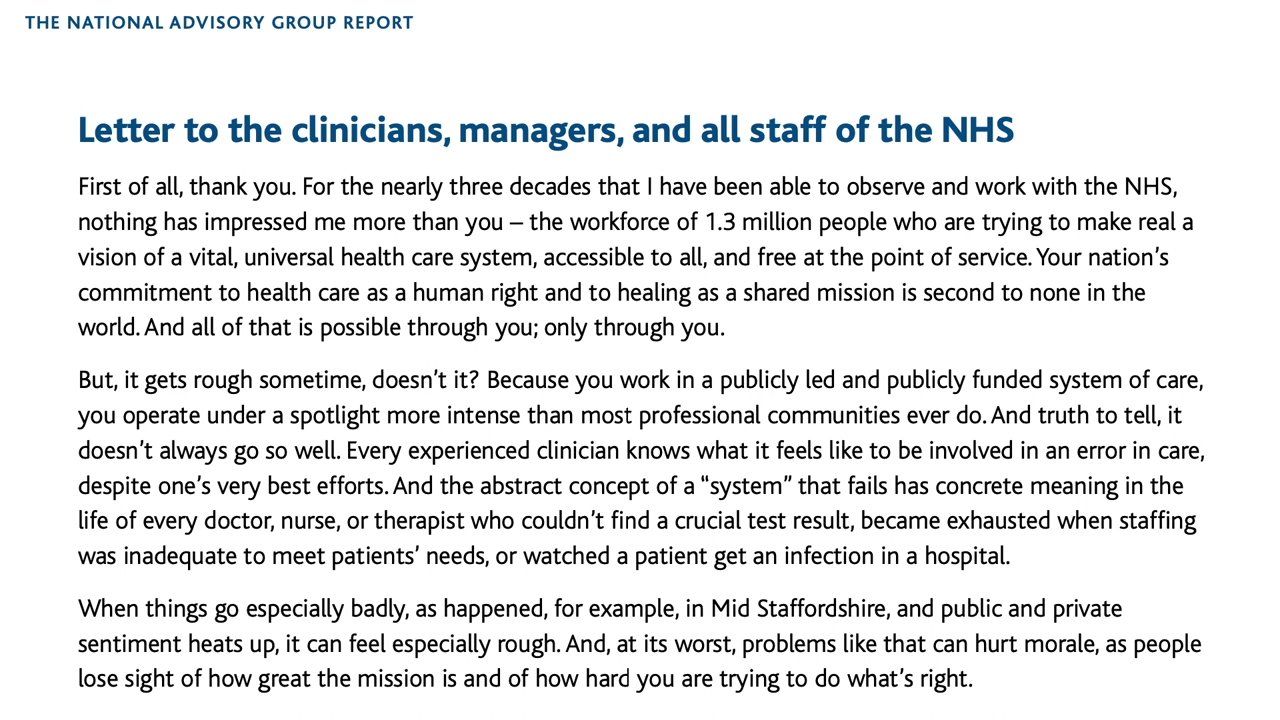 THE NATIONAL ADVISORY GROUP REPORT
Letter to the clinicians, managers, and all staff of the NHS
First of all, thank you. For the nearly three decades that I have been able to observe and work with the NHS,
nothing has impressed me more than you – the workforce of 1.3 million people who are trying to make real a
vision of a vital, universal health care system, accessible to all, and free at the point of service. Your nation’s
commitment to health care as a human right and to healing as a shared mission is second to none in the
world. And all of that is possible through you; only through you.
But, it gets rough sometime, doesn’t it? Because you work in a publicly led and publicly funded system of care,
you operate under a spotlight more intense than most professional communities ever do. And truth to tell, it
doesn’t always go so well. Every experienced clinician knows what it feels like to be involved in an error in care,
despite one’s very best efforts. And the abstract concept of a “system” that fails has concrete meaning in the
life of every doctor, nurse, or therapist who couldn’t find a crucial test result, became exhausted when staffing
was inadequate to meet patients’ needs, or watched a patient get an infection in a hospital.
When things go especially badly, as happened, for example, in Mid Staffordshire, and public and private
sentiment heats up, it can feel especially rough. And, at its worst, problems like that can hurt morale, as people
lose sight of how great the mission is and of how hard you are trying to do what’s right.